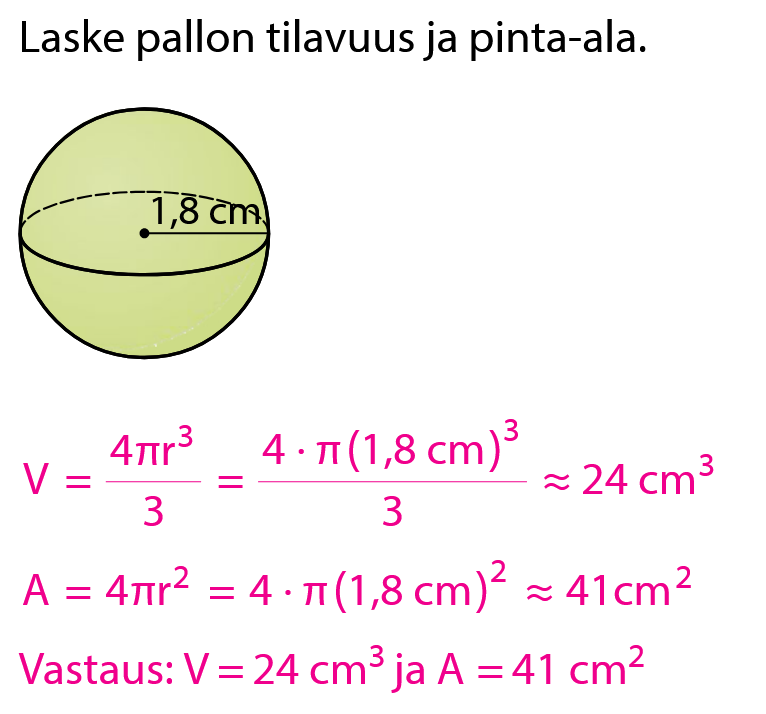 Laske pallon tilavuus ja pinta-ala.
1,8 cm
V = 4πr³/3 = 4 · π(1,8 cm)³/3 ≈ 24 cm³
A = 4πr² = 4 · π(1,8 cm)² ≈ 41cm²
Vastaus: V = 24 cm³ ja A = 41 cm²